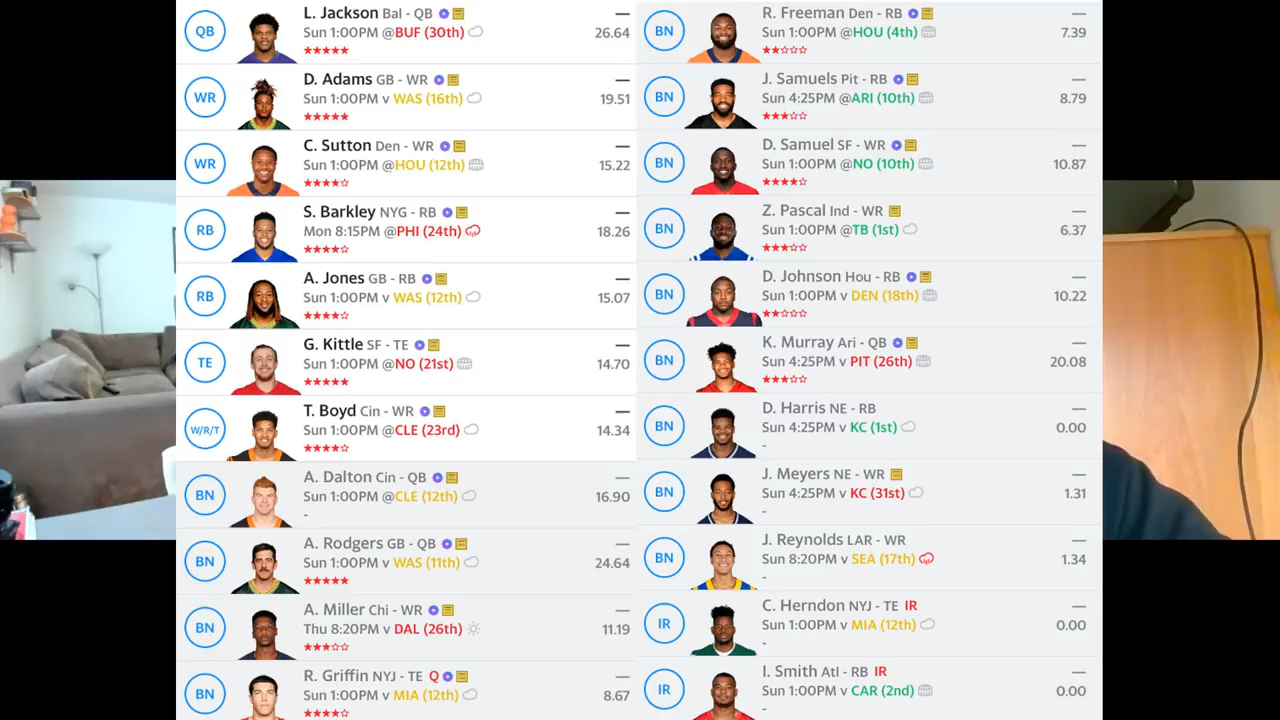 QB
L. Jackson Bal - QB
—
Sun 1:00PM @BUF (30th)
26.64
WR
D. Adams GB - WR
—
Sun 1:00PM v WAS (16th)
19.51
WR
C. Sutton Den - WR
—
Sun 1:00PM @HOU (12th)
15.22
RB
S. Barkley NYG - RB
—
Mon 8:15PM @PHI (24th)
18.26
RB
A. Jones GB - RB
—
Sun 1:00PM v WAS (12th)
15.07
TE
G. Kittle SF - TE
—
Sun 1:00PM @NO (21st)
14.70
W/R/T
T. Boyd Cin - WR
—
Sun 1:00PM @CLE (23rd)
14.34
BN
A. Dalton Cin - QB
—
Sun 1:00PM @CLE (12th)
16.90
-
BN
A. Rodgers GB - QB
—
Sun 1:00PM v WAS (11th)
24.64
BN
A. Miller Chi - WR
—
Thu 8:20PM v DAL (26th)
11.19
BN
R. Griffin NYJ - TE Q
—
Sun 1:00PM v MIA (12th)
8.67
BN
R. Freeman Den - RB
—
Sun 1:00PM @HOU (4th)
7.39
BN
J. Samuels Pit - RB
—
Sun 4:25PM @ARI (10th)
8.79
BN
D. Samuel SF - WR
—
Sun 1:00PM @NO (10th)
10.87
BN
Z. Pascal Ind - WR
—
Sun 1:00PM @TB (1st)
6.37
BN
D. Johnson Hou - RB
—
Sun 1:00PM v DEN (18th)
10.22
BN
K. Murray Ari - QB
—
Sun 4:25PM v PIT (26th)
20.08
BN
D. Harris NE - RB
—
Sun 4:25PM v KC (1st)
0.00
-
BN
J. Meyers NE - WR
—
Sun 4:25PM v KC (31st)
1.31
-
BN
J. Reynolds LAR - WR
—
Sun 8:20PM v SEA (17th)
1.34
-
IR
C. Herndon NYJ - TE IR
—
Sun 1:00PM v MIA (12th)
0.00
-
IR
I. Smith Atl - RB IR
—
Sun 1:00PM v CAR (2nd)
0.00
-